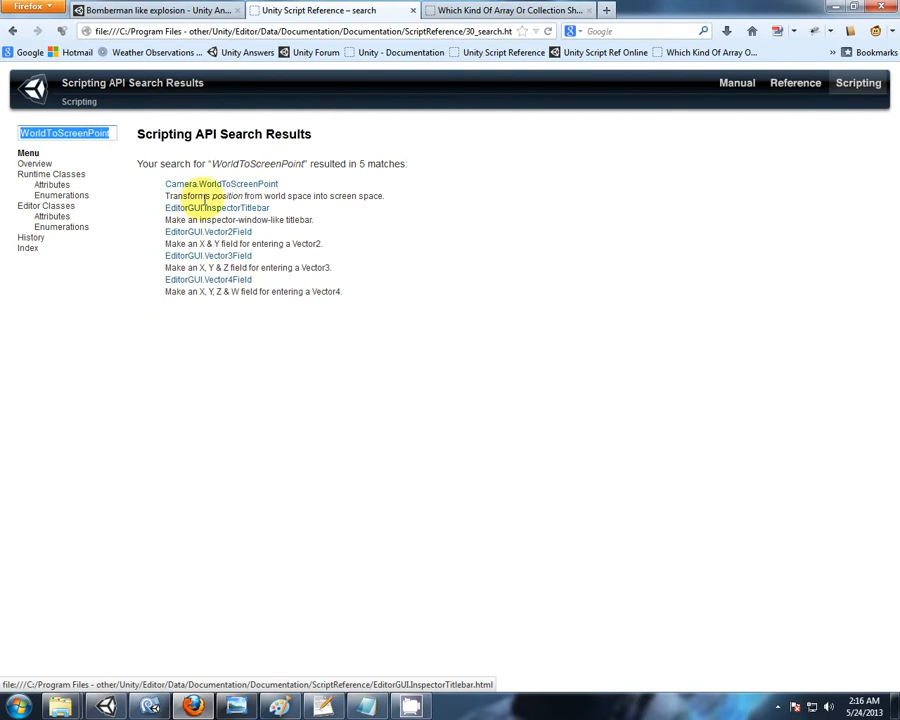 Firefox
Bomberman like explosion - Unity An...
Unity Script Reference – search
Which Kind Of Array Or Collection Sh...
file:///C:/Program Files - other/Unity/Editor/Data/Documentation/Documentation/ScriptReference/30_search.ht
Google
Google
Hotmail
Weather Observations ...
Unity Answers
Unity Forum
Unity - Documentation
Unity Script Reference
Unity Script Ref Online
Which Kind Of Array O...
»
Bookmarks
Scripting API Search Results
Scripting
Manual
Reference
Scripting
WorldToScreenPoint
Menu
Overview
Runtime Classes
Attributes
Enumerations
Editor Classes
Attributes
Enumerations
History
Index
Scripting API Search Results
Your search for "WorldToScreenPoint" resulted in 5 matches:
Camera.WorldToScreenPoint
Transforms position from world space into screen space.
EditorGUI.InspectorTitlebar
Make an inspector-window-like titlebar.
EditorGUI.Vector2Field
Make an X & Y field for entering a Vector2.
EditorGUI.Vector3Field
Make an X, Y & Z field for entering a Vector3.
EditorGUI.Vector4Field
Make an X, Y, Z & W field for entering a Vector4.
file:///C:/Program Files - other/Unity/Editor/Data/Documentation/Documentation/ScriptReference/EditorGUI.InspectorTitlebar.html
2:16 AM
5/24/2013